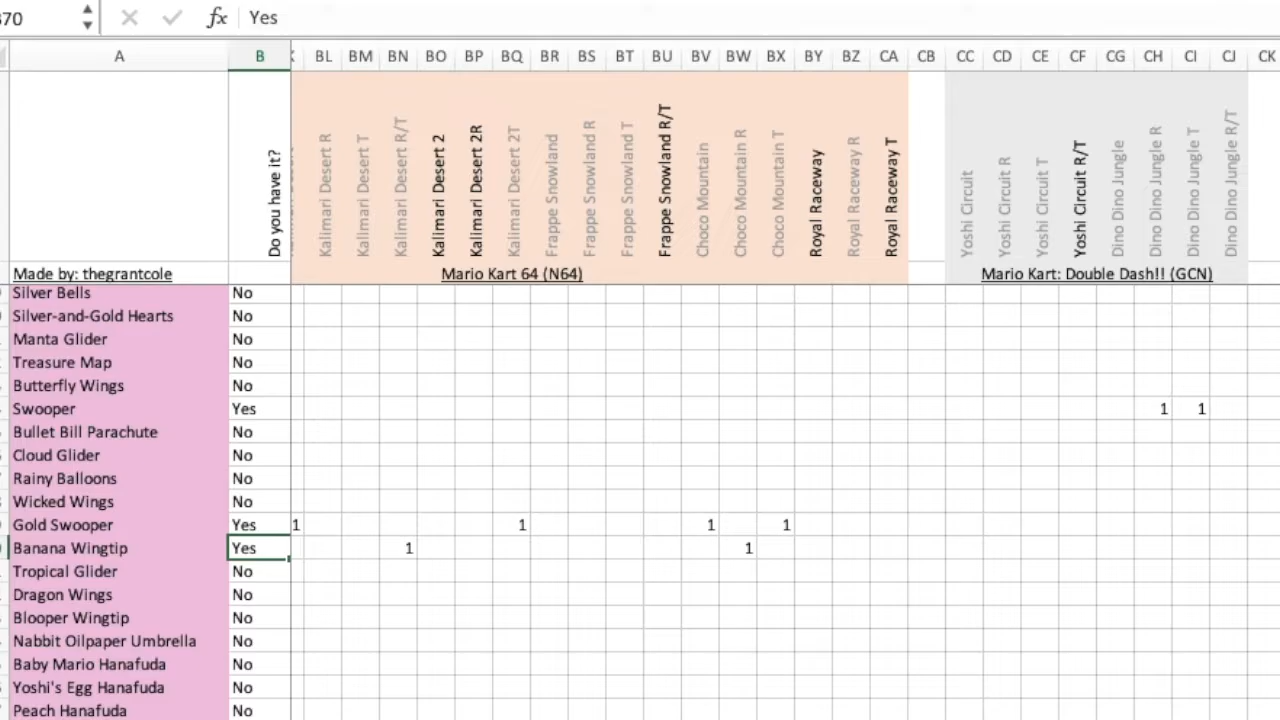 370 fx Yes
A B BL BM BN BO BP BQ BR BS BT BU BV BW BX BY BZ CA CB CC CD CE CF CG CH CI CJ CK
Do you have it?
Kalimari Desert R
Kalimari Desert T
Kalimari Desert R/T
Kalimari Desert 2
Kalimari Desert 2R
Kalimari Desert 2T
Frappe Snowland
Frappe Snowland R
Frappe Snowland T
Frappe Snowland R/T
Choco Mountain
Choco Mountain R
Choco Mountain T
Royal Raceway
Royal Raceway R
Royal Raceway T
Yoshi Circuit
Yoshi Circuit R
Yoshi Circuit T
Yoshi Circuit R/T
Dino Dino Jungle
Dino Dino Jungle R
Dino Dino Jungle T
Dino Dino Jungle R/T
Made by: thegrantcole Mario Kart 64 (N64) Mario Kart: Double Dash!! (GCN)
Silver Bells No
Silver-and-Gold Hearts No
Manta Glider No
Treasure Map No
Butterfly Wings No
Swooper Yes 1 1
Bullet Bill Parachute No
Cloud Glider No
Rainy Balloons No
Wicked Wings No
Gold Swooper Yes 1 1 1 1
Banana Wingtip Yes 1 1
Tropical Glider No
Dragon Wings No
Blooper Wingtip No
Nabbit Oilpaper Umbrella No
Baby Mario Hanafuda No
Yoshi's Egg Hanafuda No
Peach Hanafuda No